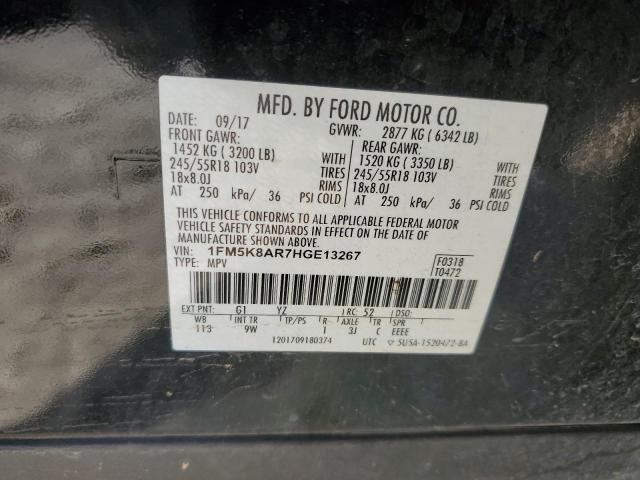 MFD. BY FORD MOTOR CO.
DATE: 09/17 GVWR: 2877 KG ( 6342 LB)
FRONT GAWR: REAR GAWR:
1452 KG ( 3200 LB) WITH 1520 KG ( 3350 LB) WITH
245/55R18 103V TIRES 245/55R18 103V TIRES
18x8.0J RIMS 18x8.0J RIMS
AT 250 kPa/ 36 PSI COLD AT 250 kPa/ 36 PSI COLD
THIS VEHICLE CONFORMS TO ALL APPLICABLE FEDERAL MOTOR
VEHICLE SAFETY STANDARDS IN EFFECT ON THE DATE OF
MANUFACTURE SHOWN ABOVE.
VIN: 1FM5K8AR7HGE13267 F0318
TYPE: MPV T0472
EXT PNT: G1 YZ RC: 52 DSO:
WB INT TR TP/PS R AXLE TR SPR
113 9W 1 3J C EEEE
1201709180374 UTC ▽ 5U5A-1520472-BA